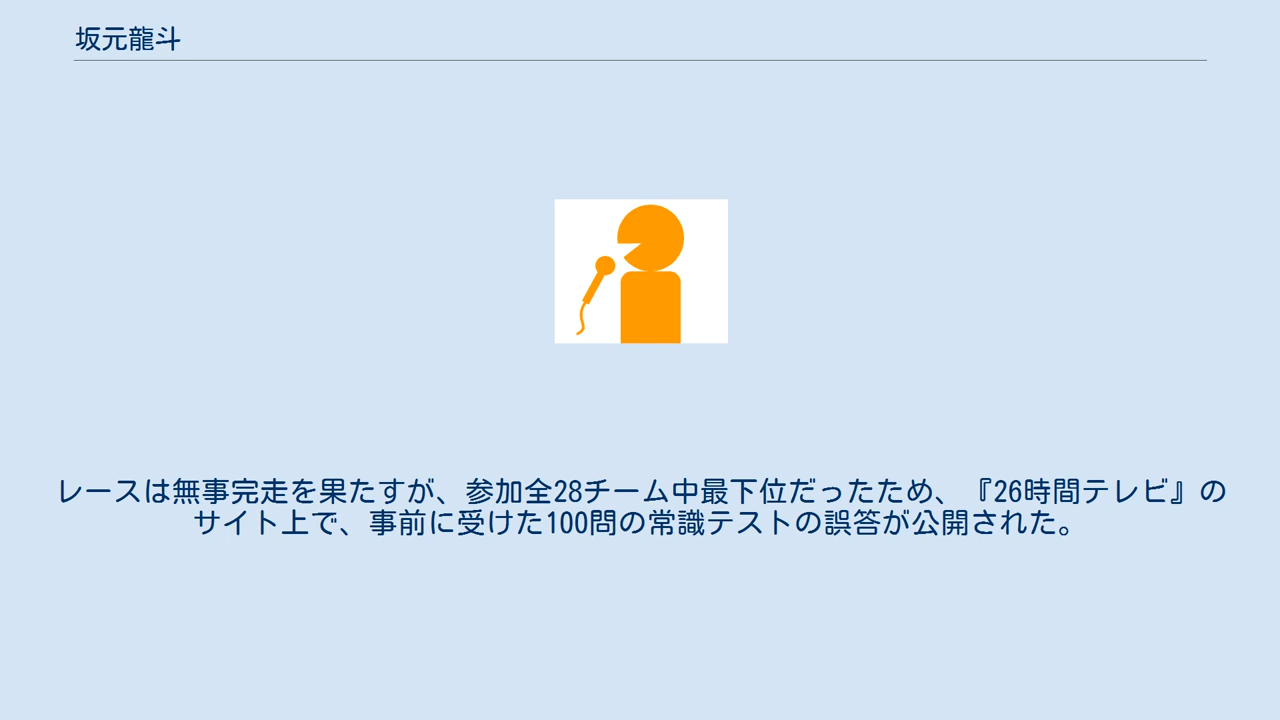 坂元龍斗
レースは無事完走を果たすが、参加全28チーム中最下位だったため、『26時間テレビ』の
サイト上で、事前に受けた100問の常識テストの誤答が公開された。